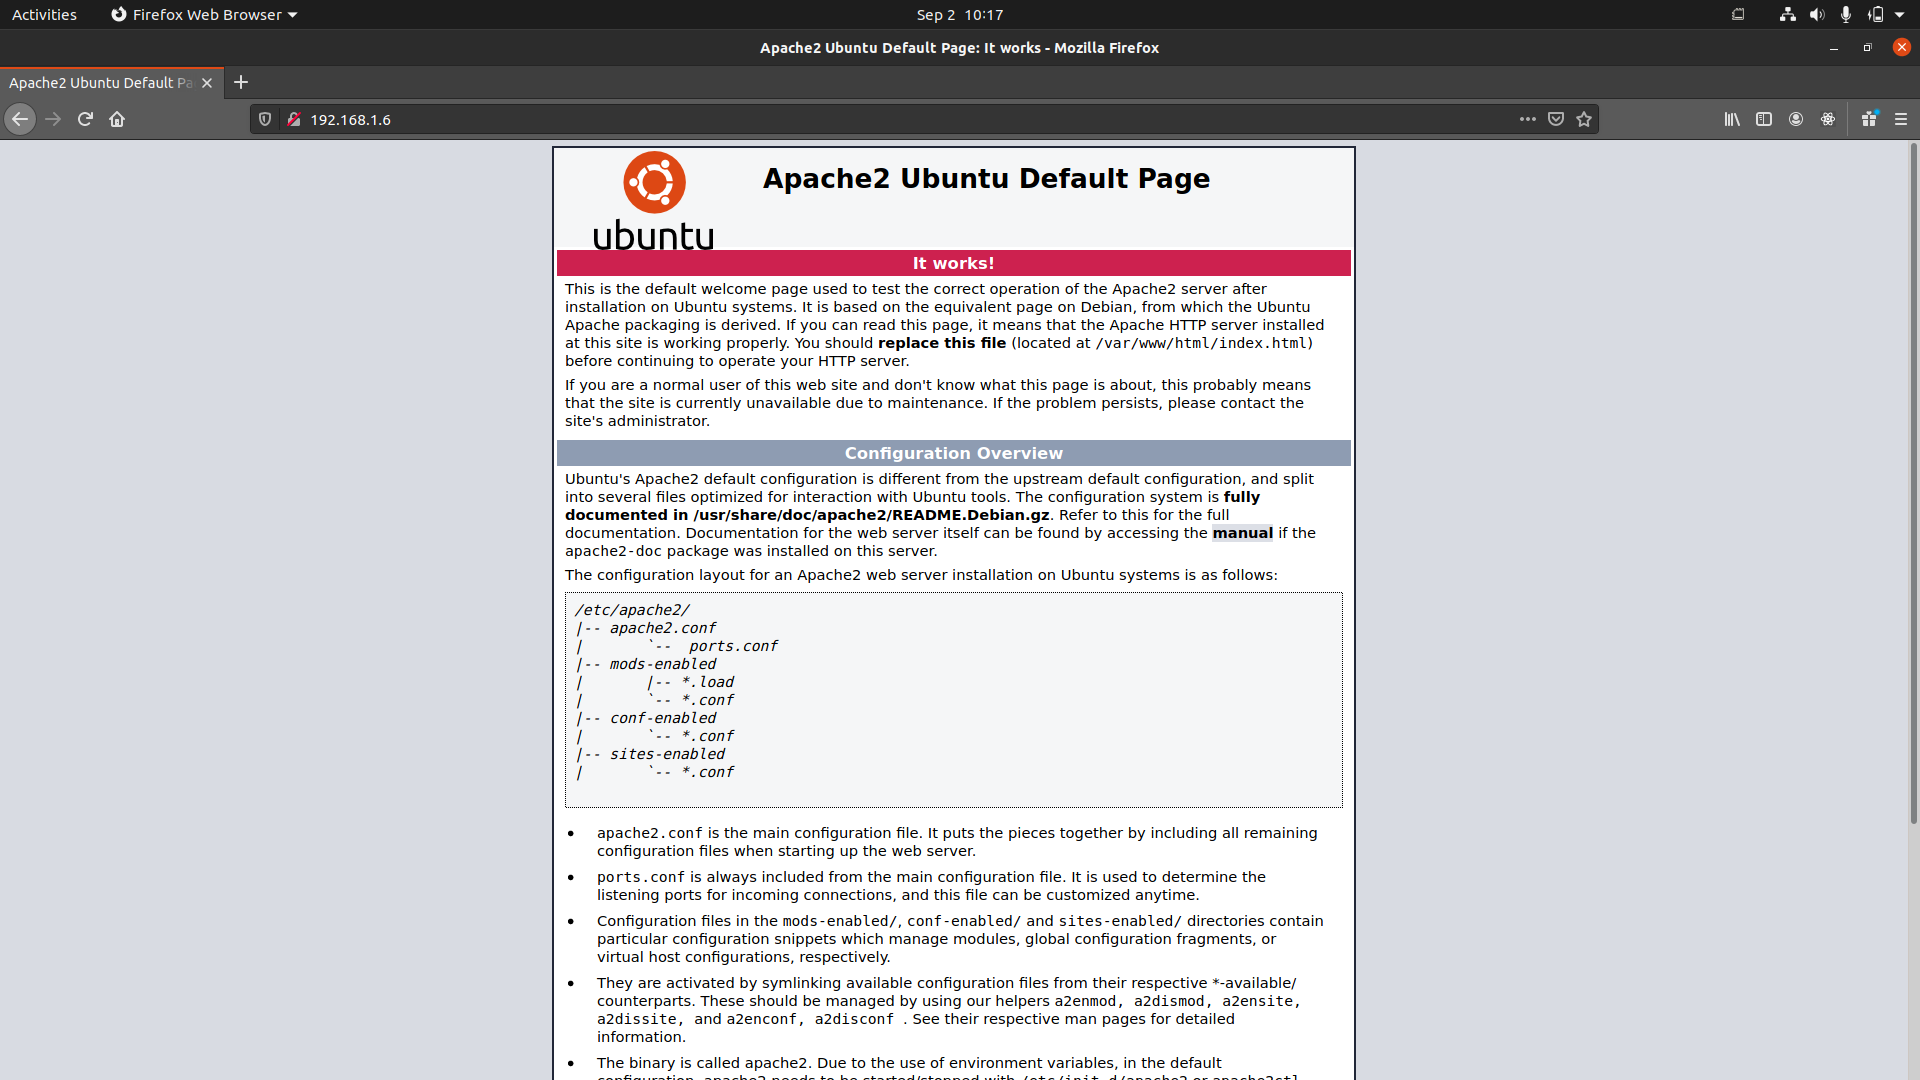 Activities
Firefox Web Browser
Sep 2 10:17
Apache2 Ubuntu Default Page: It works - Mozilla Firefox
Apache2 Ubuntu Default Pa
192.168.1.6
ubuntu
Apache2 Ubuntu Default Page
It works!
This is the default welcome page used to test the correct operation of the Apache2 server after
installation on Ubuntu systems. It is based on the equivalent page on Debian, from which the Ubuntu
Apache packaging is derived. If you can read this page, it means that the Apache HTTP server installed
at this site is working properly. You should replace this file (located at /var/www/html/index.html)
before continuing to operate your HTTP server.
If you are a normal user of this web site and don't know what this page is about, this probably means
that the site is currently unavailable due to maintenance. If the problem persists, please contact the
site's administrator.
Configuration Overview
Ubuntu's Apache2 default configuration is different from the upstream default configuration, and split
into several files optimized for interaction with Ubuntu tools. The configuration system is fully
documented in /usr/share/doc/apache2/README.Debian.gz. Refer to this for the full
documentation. Documentation for the web server itself can be found by accessing the manual if the
apache2-doc package was installed on this server.
The configuration layout for an Apache2 web server installation on Ubuntu systems is as follows:
/etc/apache2/
|-- apache2.conf
|       `--  ports.conf
|-- mods-enabled
|       |-- *.load
|       `-- *.conf
|-- conf-enabled
|       `-- *.conf
|-- sites-enabled
|       `-- *.conf
• apache2.conf is the main configuration file. It puts the pieces together by including all remaining
configuration files when starting up the web server.
• ports.conf is always included from the main configuration file. It is used to determine the
listening ports for incoming connections, and this file can be customized anytime.
• Configuration files in the mods-enabled/, conf-enabled/ and sites-enabled/ directories contain
particular configuration snippets which manage modules, global configuration fragments, or
virtual host configurations, respectively.
• They are activated by symlinking available configuration files from their respective *-available/
counterparts. These should be managed by using our helpers a2enmod, a2dismod, a2ensite,
a2dissite, and a2enconf, a2disconf . See their respective man pages for detailed
information.
• The binary is called apache2. Due to the use of environment variables, in the default
configuration, apache2 needs to be started/stopped with /etc/init.d/apache2 or apache2ctl.